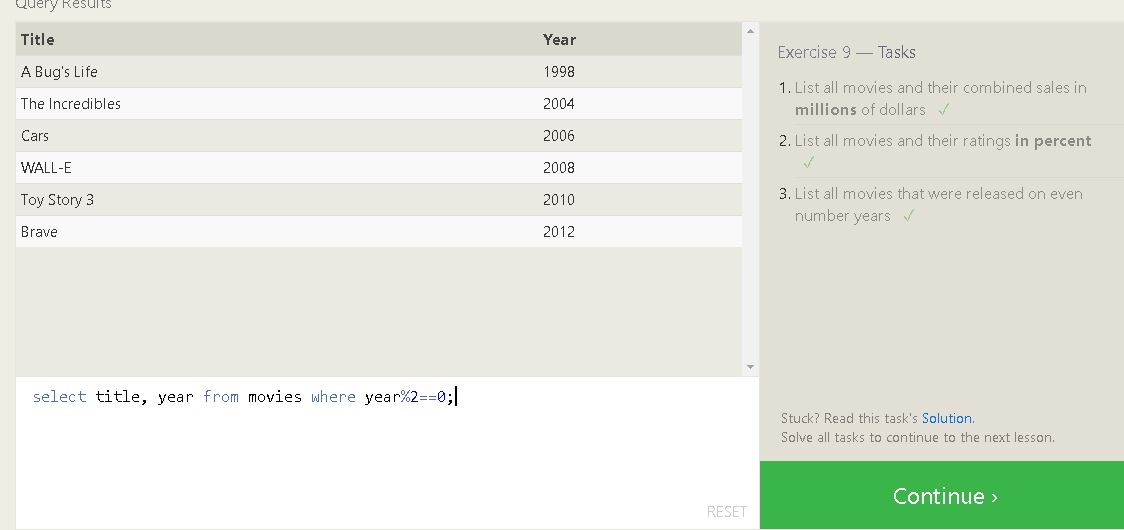 Query Results
Title Year
A Bug's Life 1998
The Incredibles 2004
Cars 2006
WALL-E 2008
Toy Story 3 2010
Brave 2012
select title, year from movies where year%2==0;
RESET
Exercise 9 — Tasks
1. List all movies and their combined sales in
millions of dollars ✓
2. List all movies and their ratings in percent
✓
3. List all movies that were released on even
number years ✓
Stuck? Read this task's Solution.
Solve all tasks to continue to the next lesson.
Continue ›